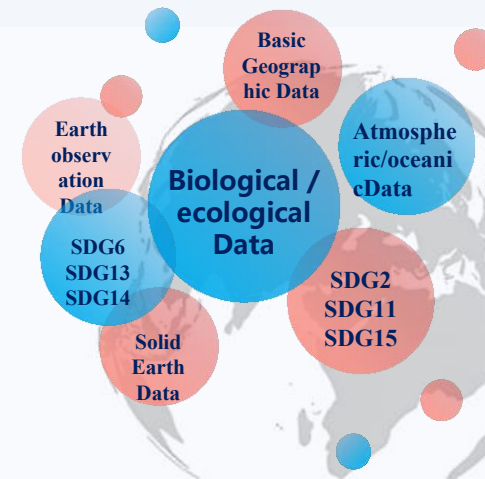 Basic
Geograp
hic Data
Earth
observ
ation
Data
Atmosphe
ric/oceani
cData
Biological /
ecological
Data
SDG6
SDG13
SDG14
SDG2
SDG11
SDG15
Solid
Earth
Data